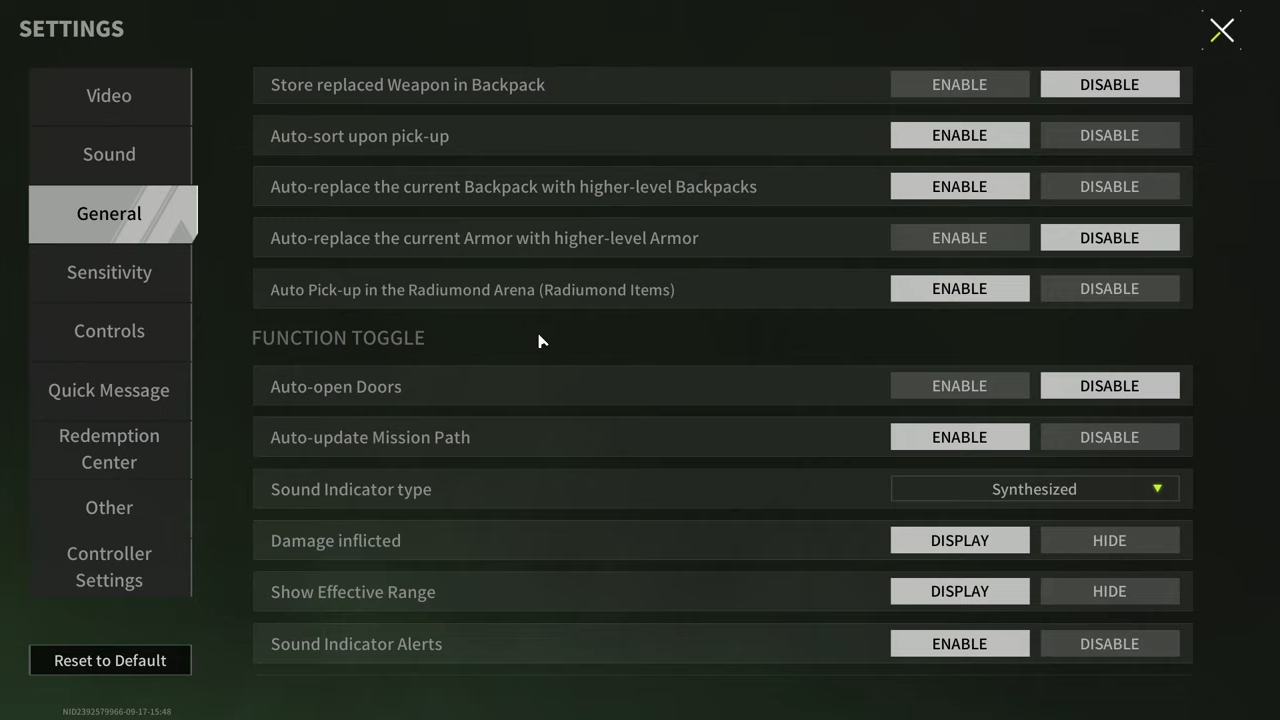 SETTINGS
Video
Sound
General
Sensitivity
Controls
Quick Message
Redemption
Center
Other
Controller
Settings
Reset to Default
NID2392579966-09-17-15:48
Store replaced Weapon in Backpack ENABLE DISABLE
Auto-sort upon pick-up ENABLE DISABLE
Auto-replace the current Backpack with higher-level Backpacks ENABLE DISABLE
Auto-replace the current Armor with higher-level Armor ENABLE DISABLE
Auto Pick-up in the Radiumond Arena (Radiumond Items) ENABLE DISABLE
FUNCTION TOGGLE
Auto-open Doors ENABLE DISABLE
Auto-update Mission Path ENABLE DISABLE
Sound Indicator type Synthesized
Damage inflicted DISPLAY HIDE
Show Effective Range DISPLAY HIDE
Sound Indicator Alerts ENABLE DISABLE